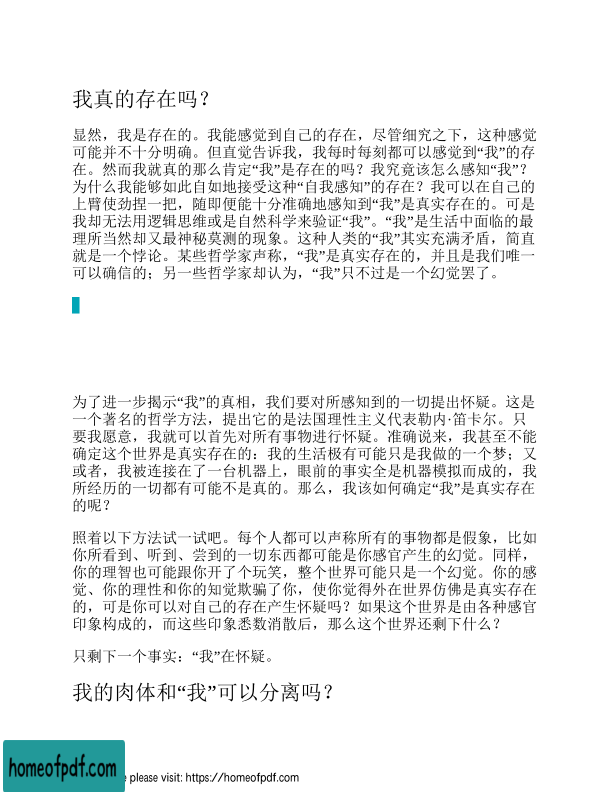 我真的存在吗？
显然，我是存在的。我能感觉到自己的存在，尽管细究之下，这种感觉
可能并不十分明确。但直觉告诉我，我每时每刻都可以感觉到“我”的存
在。然而我就真的那么肯定“我”是存在的吗？我究竟该怎么感知“我”？
为什么我能够如此自如地接受这种“自我感知”的存在？我可以在自己的
上臂使劲捏一把，随即便能十分准确地感知到“我”是真实存在的。可是
我却无法用逻辑思维或是自然科学来验证“我”。“我”是生活中面临的最
理所当然却又最神秘莫测的现象。这种人类的“我”其实充满矛盾，简直
就是一个悖论。某些哲学家声称，“我”是真实存在的，并且是我们唯一
可以确信的；另一些哲学家却认为，“我”只不过是一个幻觉罢了。
为了进一步揭示“我”的真相，我们要对所感知到的一切提出怀疑。这是
一个著名的哲学方法，提出它的是法国理性主义代表勒内·笛卡尔。只
要我愿意，我就可以首先对所有事物进行怀疑。准确说来，我甚至不能
确定这个世界是真实存在的：我的生活极有可能只是我做的一个梦；又
或者，我被连接在了一台机器上，眼前的事实全是机器模拟而成的，我
所经历的一切都有可能不是真的。那么，我该如何确定“我”是真实存在
的呢？
照着以下方法试一试吧。每个人都可以声称所有的事物都是假象，比如
你所看到、听到、尝到的一切东西都可能是你感官产生的幻觉。同样，
你的理智也可能跟你开了个玩笑，整个世界可能只是一个幻觉。你的感
觉、你的理性和你的知觉欺骗了你，使你觉得外在世界仿佛是真实存在
的，可是你可以对自己的存在产生怀疑吗？如果这个世界是由各种感官
印象构成的，而这些印象悉数消散后，那么这个世界还剩下什么？
只剩下一个事实：“我”在怀疑。
我的肉体和“我”可以分离吗？
homeofpdf.com
e please visit: https://homeofpdf.com